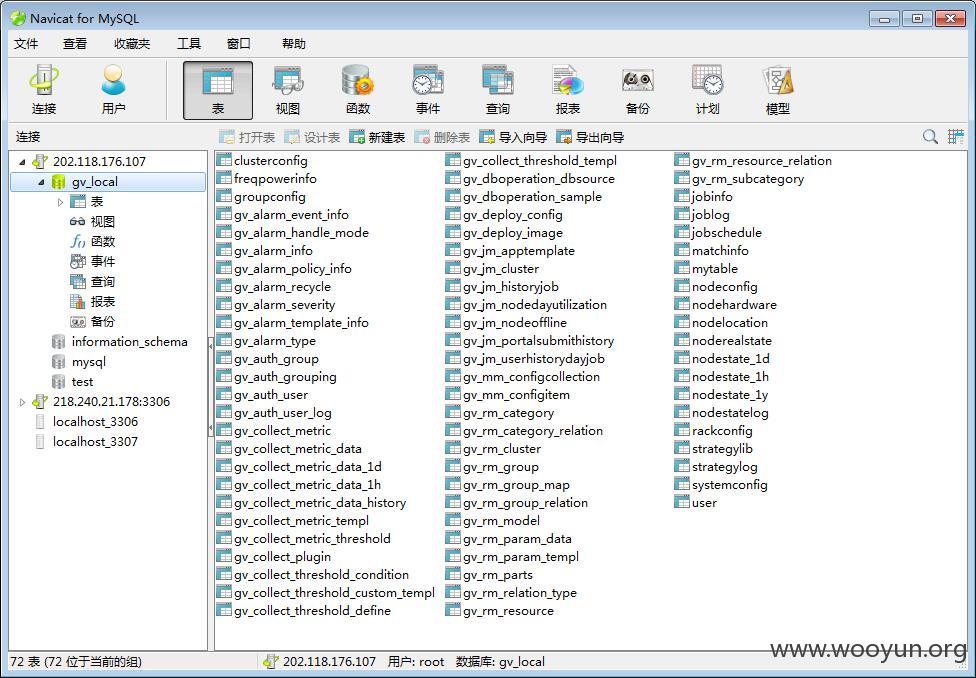 Navicat for MySQL
文件 查看 收藏夹 工具 窗口 帮助
连接 用户 表 视图 函数 事件 查询 报表 备份 计划 模型
连接 打开表 设计表 新建表 删除表 导入向导 导出向导
202.118.176.107
gv_local
表
视图
函数
事件
查询
报表
备份
information_schema
mysql
test
218.240.21.178:3306
localhost_3306
localhost_3307
clusterconfig
freqpowerinfo
groupconfig
gv_alarm_event_info
gv_alarm_handle_mode
gv_alarm_info
gv_alarm_policy_info
gv_alarm_recycle
gv_alarm_severity
gv_alarm_template_info
gv_alarm_type
gv_auth_group
gv_auth_grouping
gv_auth_user
gv_auth_user_log
gv_collect_metric
gv_collect_metric_data
gv_collect_metric_data_1d
gv_collect_metric_data_1h
gv_collect_metric_data_history
gv_collect_metric_templ
gv_collect_metric_threshold
gv_collect_plugin
gv_collect_threshold_condition
gv_collect_threshold_custom_templ
gv_collect_threshold_define
gv_collect_threshold_templ
gv_dboperation_dbsource
gv_dboperation_sample
gv_deploy_config
gv_deploy_image
gv_jm_apptemplate
gv_jm_cluster
gv_jm_historyjob
gv_jm_nodedayutilization
gv_jm_nodeoffline
gv_jm_portalsubmithistory
gv_jm_userhistorydayjob
gv_mm_configcollection
gv_mm_configitem
gv_rm_category
gv_rm_category_relation
gv_rm_cluster
gv_rm_group
gv_rm_group_map
gv_rm_group_relation
gv_rm_model
gv_rm_param_data
gv_rm_param_templ
gv_rm_parts
gv_rm_relation_type
gv_rm_resource
gv_rm_resource_relation
gv_rm_subcategory
jobinfo
joblog
jobschedule
matchinfo
mytable
nodeconfig
nodehardware
nodelocation
noderealstate
nodestate_1d
nodestate_1h
nodestate_1y
nodestatelog
rackconfig
strategylib
strategylog
systemconfig
user
72 表 (72 位于当前的组) 202.118.176.107 用户: root 数据库: gv_local
www.wooyun.org